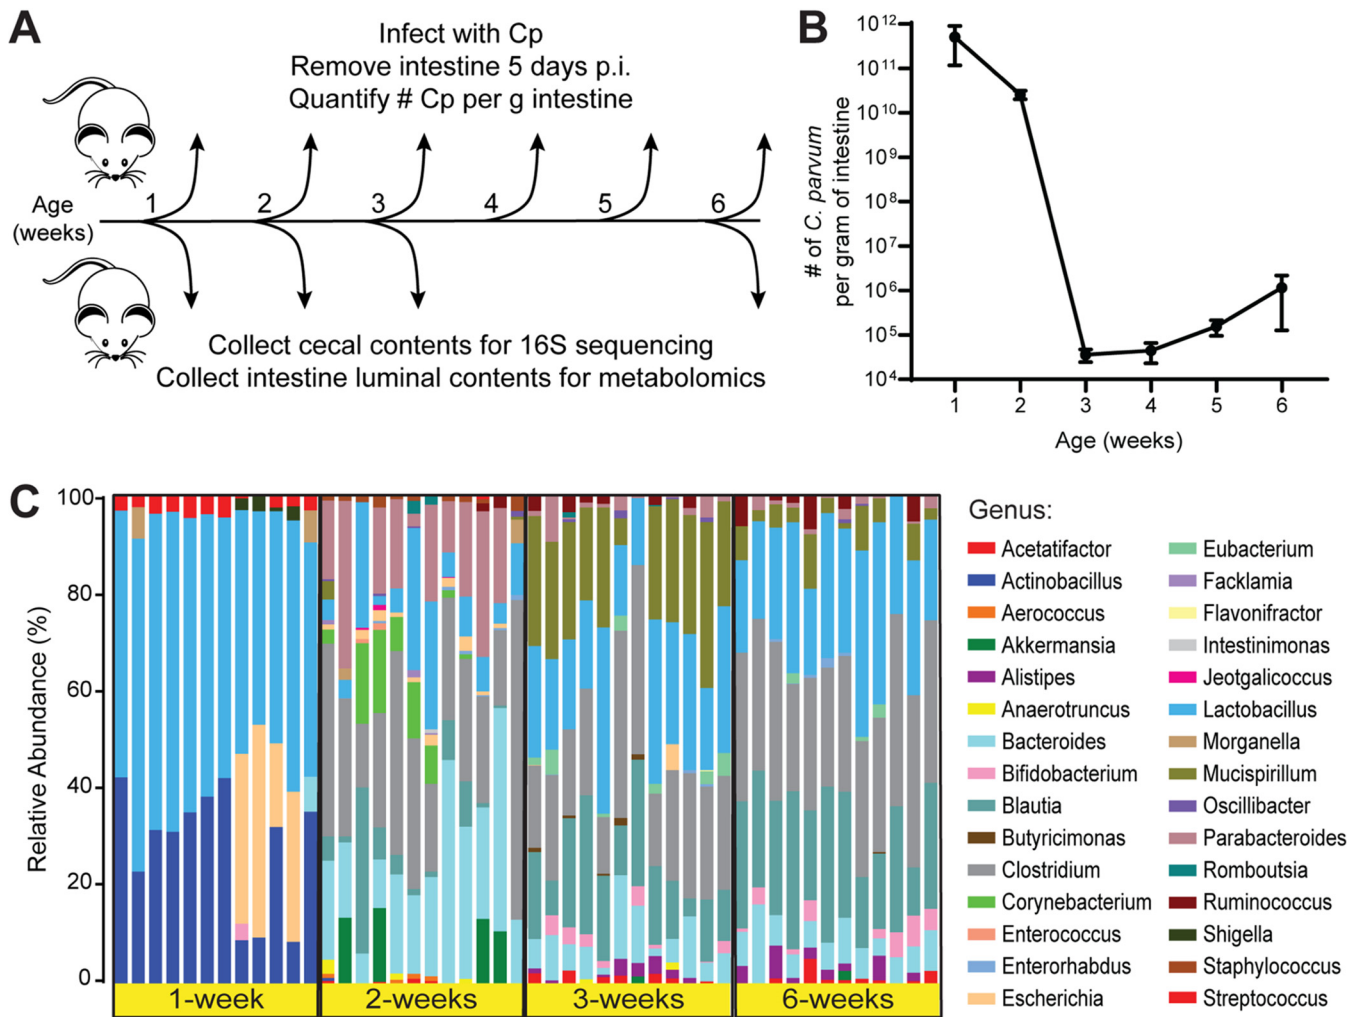 A
Infect with Cp
Remove intestine 5 days p.i.
Quantify # Cp per g intestine
Age
(weeks)
1 2 3 4 5 6
Collect cecal contents for 16S sequencing
Collect intestine luminal contents for metabolomics
B
# of C. parvum
per gram of intestine
10¹²
10¹¹
10¹⁰
10⁹
10⁸
10⁷
10⁶
10⁵
10⁴
1 2 3 4 5 6
Age (weeks)
C
Relative Abundance (%)
100
80
60
40
20
0
1-week 2-weeks 3-weeks 6-weeks
Genus:
Acetatifactor
Actinobacillus
Aerococcus
Akkermansia
Alistipes
Anaerotruncus
Bacteroides
Bifidobacterium
Blautia
Butyricimonas
Clostridium
Corynebacterium
Enterococcus
Enterorhabdus
Escherichia
Eubacterium
Facklamia
Flavonifractor
Intestinimonas
Jeotgalicoccus
Lactobacillus
Morganella
Mucispirillum
Oscillibacter
Parabacteroides
Romboutsia
Ruminococcus
Shigella
Staphylococcus
Streptococcus